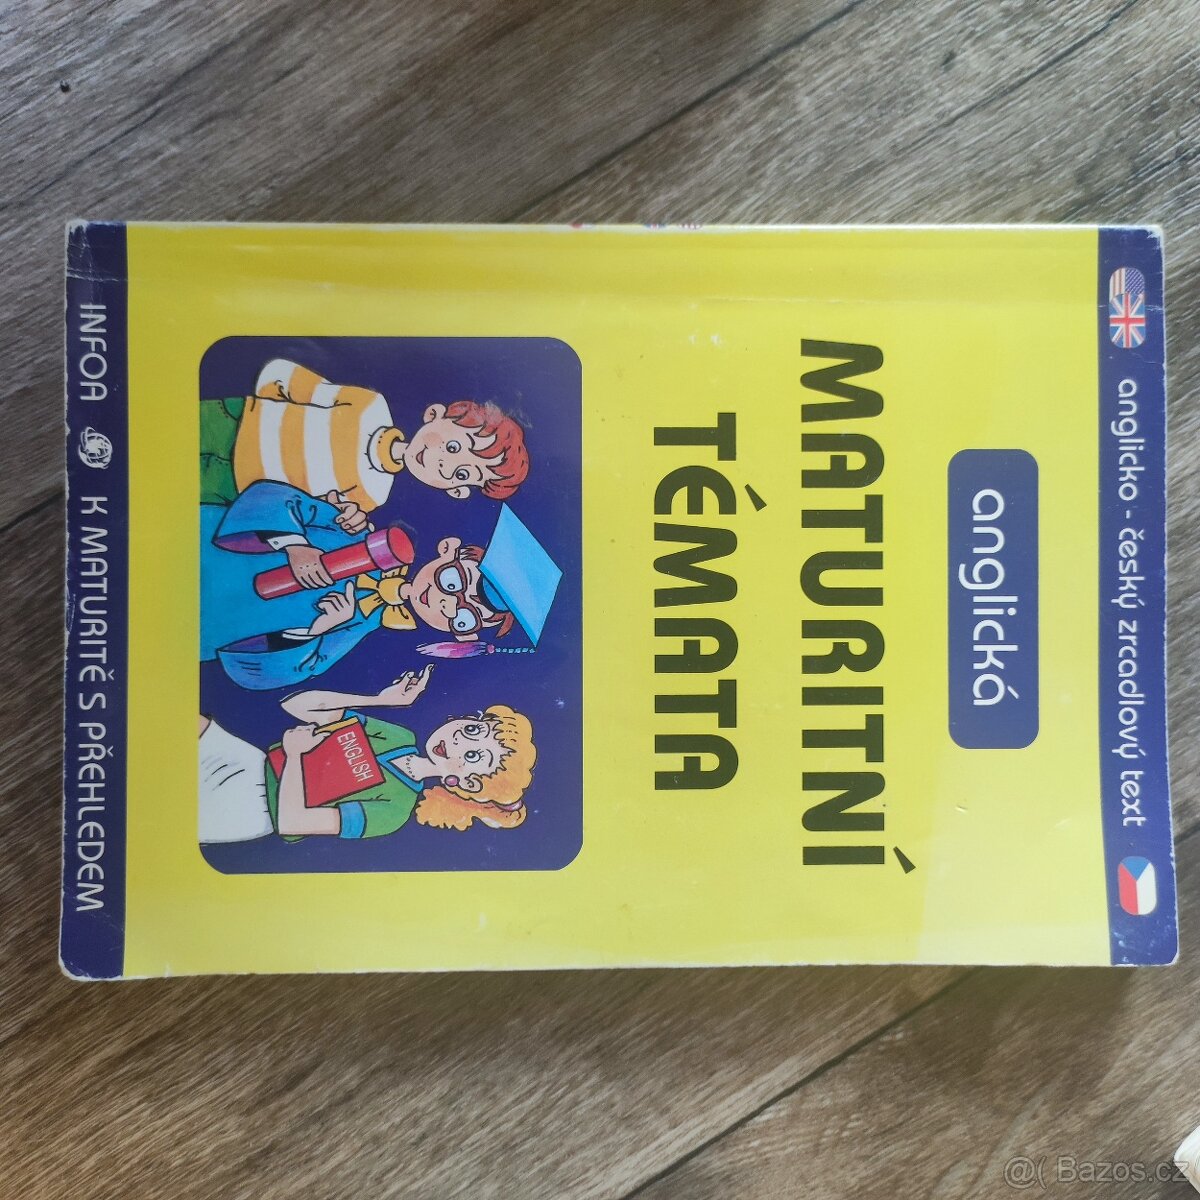 anglicko - český zrcadlový text
anglická
MATURITNÍ
TÉMATA
ENGLISH
INFOA K MATURITĚ S PŘEHLEDEM
@( Bazos.cz